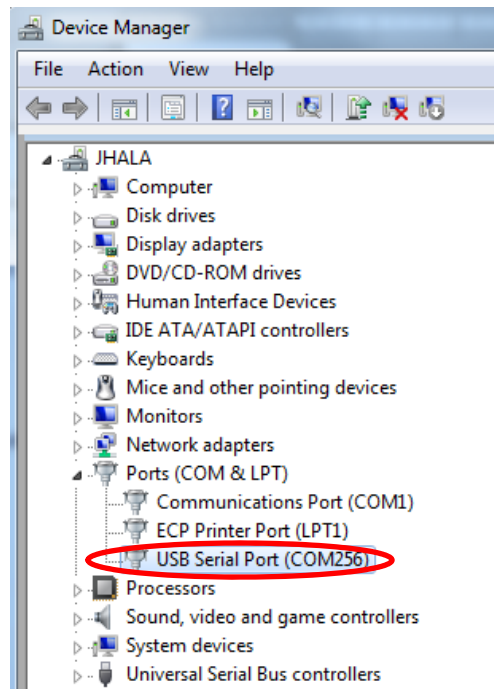 Device Manager
File Action View Help
JHALA
Computer
Disk drives
Display adapters
DVD/CD-ROM drives
Human Interface Devices
IDE ATA/ATAPI controllers
Keyboards
Mice and other pointing devices
Monitors
Network adapters
Ports (COM & LPT)
Communications Port (COM1)
ECP Printer Port (LPT1)
USB Serial Port (COM256)
Processors
Sound, video and game controllers
System devices
Universal Serial Bus controllers